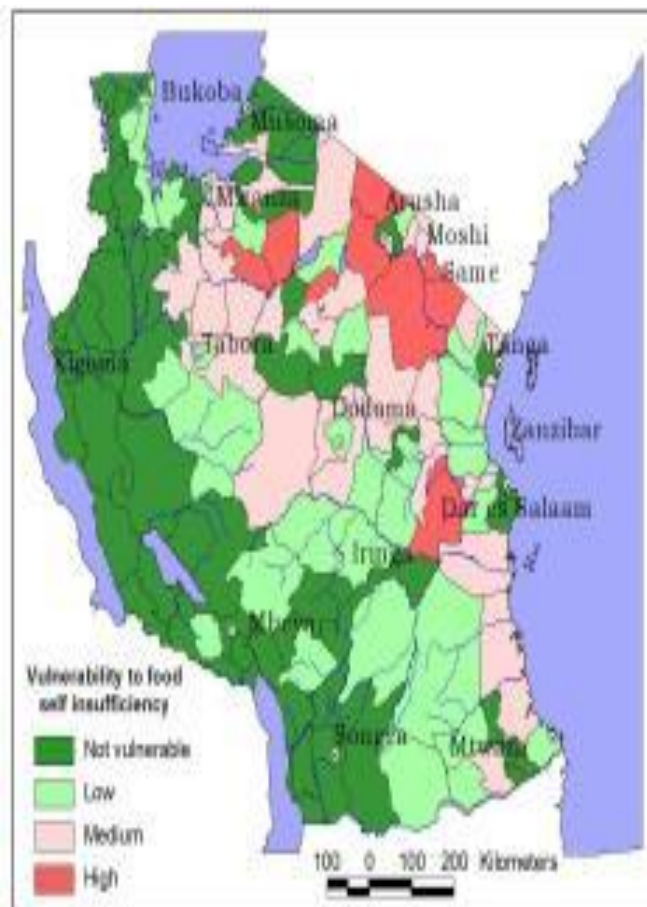 Bukoba
Musoma
Mwanza
Arusha
Moshi
Same
Kigoma
Tabora
Tanga
Dodoma
Zanzibar
Dar es Salaam
Iringa
Mbeya
Songea
Mtwara
Vulnerability to food
self insufficiency
Not vulnerable
Low
Medium
High
100 0 100 200 Kilometers